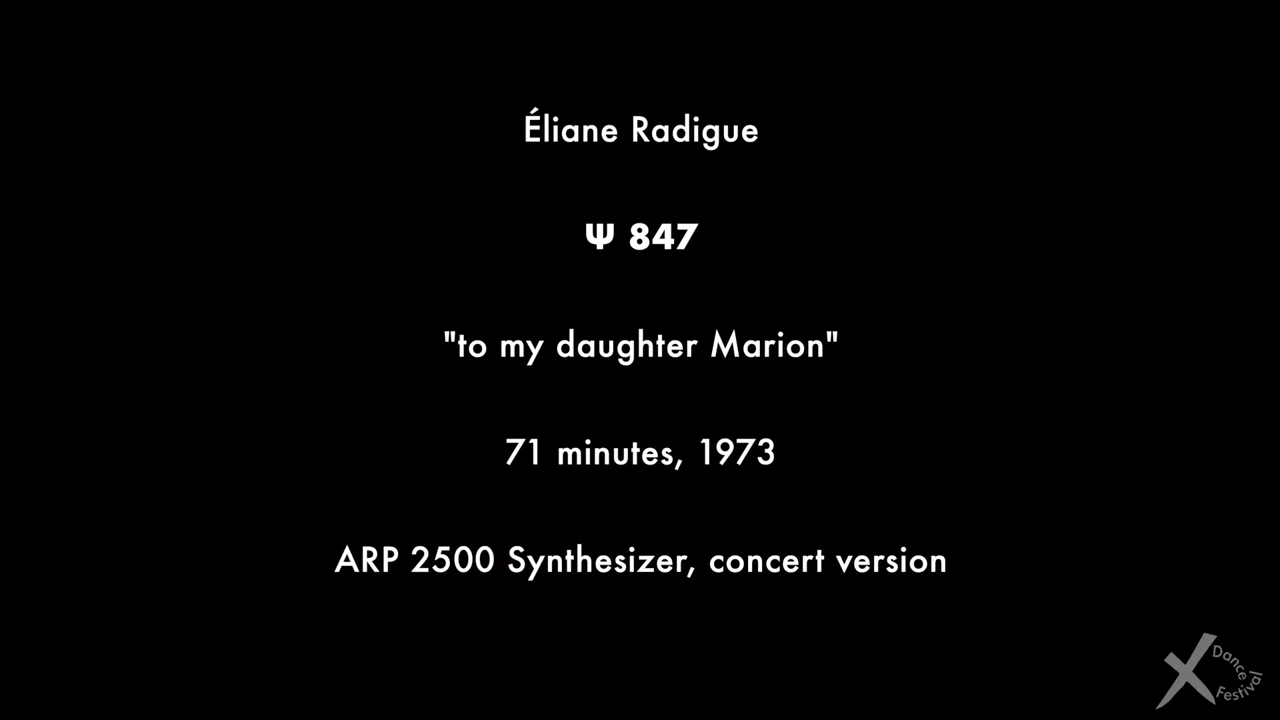 Éliane Radigue
Ψ 847
"to my daughter Marion"
71 minutes, 1973
ARP 2500 Synthesizer, concert version
X Dance
Festival